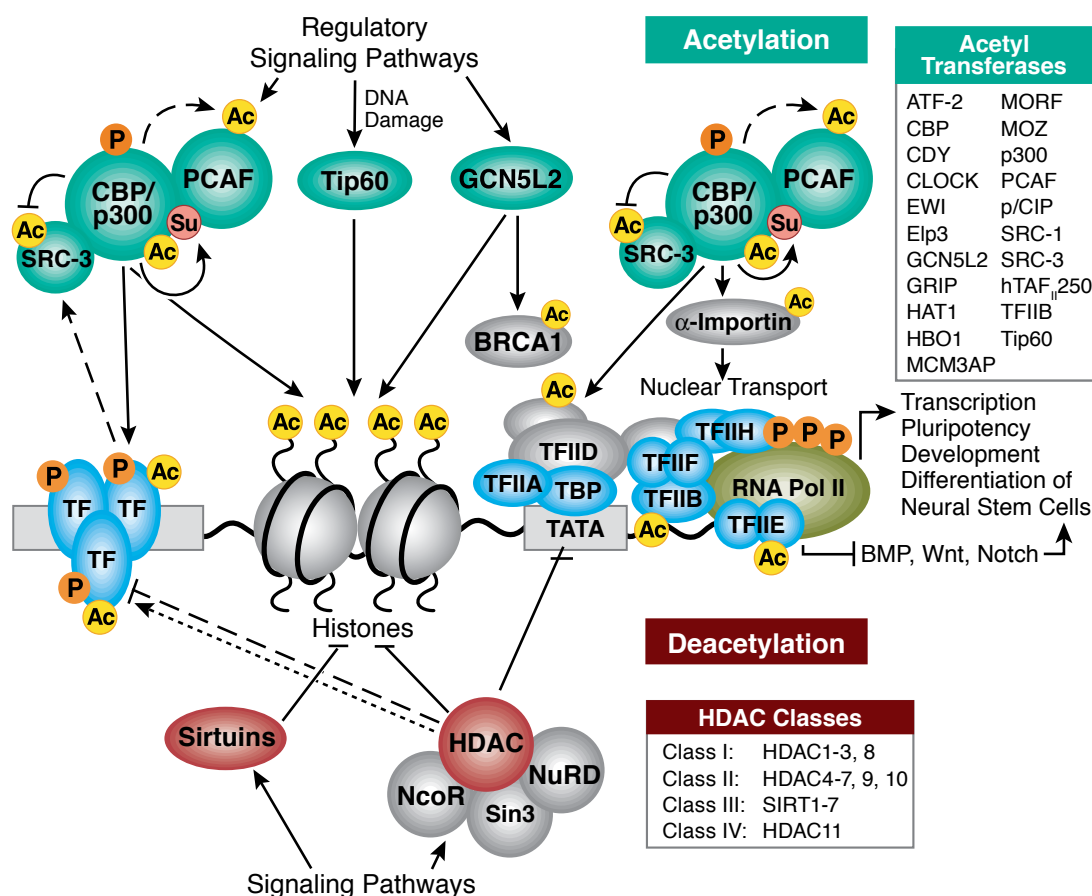 Regulatory
Signaling Pathways
Acetylation
Acetyl
Transferases
ATF-2 MORF
CBP MOZ
CDY p300
CLOCK PCAF
EWI p/CIP
Elp3 SRC-1
GCN5L2 SRC-3
GRIP hTAFII250
HAT1 TFIIB
HBO1 Tip60
MCM3AP
DNA
Damage
Ac
P
PCAF
CBP/
p300
Su
Ac
SRC-3
Ac
Tip60
GCN5L2
Ac
BRCA1
Ac
P
PCAF
CBP/
p300
Su
Ac
SRC-3
Ac
Ac
α-Importin
Nuclear Transport
Ac Ac Ac Ac
Ac
TFIID
TFIIA
TBP
TATA
TFIIH
P P P
TFIIF
TFIIB
RNA Pol II
TFIIE
Ac
Ac
Transcription
Pluripotency
Development
Differentiation of
Neural Stem Cells
BMP, Wnt, Notch
P
P
Ac
TF
TF
TF
P
Ac
Histones
Deacetylation
Sirtuins
HDAC
NcoR
Sin3
NuRD
Signaling Pathways
HDAC Classes
Class I: HDAC1-3, 8
Class II: HDAC4-7, 9, 10
Class III: SIRT1-7
Class IV: HDAC11